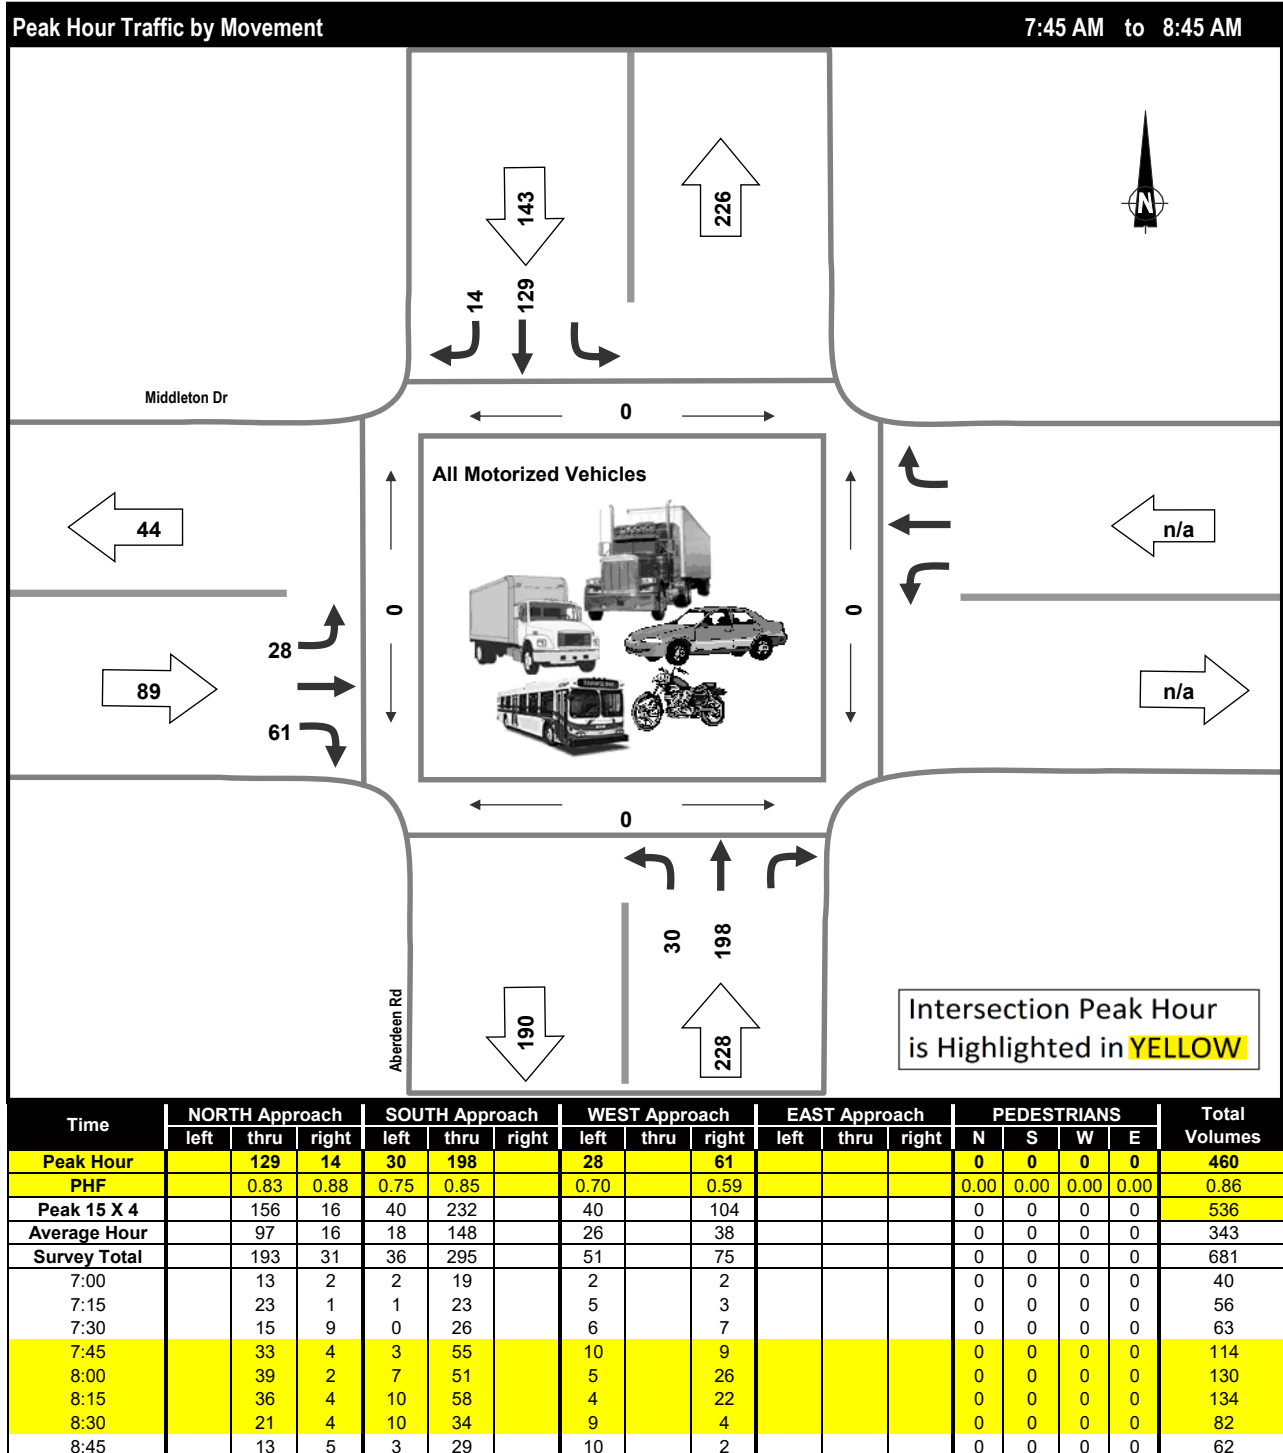 Peak Hour Traffic by Movement 7:45 AM to 8:45 AM
143
226
14
129
N
Middleton Dr
0
All Motorized Vehicles
44
n/a
0
0
28
89
n/a
61
0
30
198
Aberdeen Rd
190
228
Intersection Peak Hour
is Highlighted in YELLOW
Time NORTH Approach SOUTH Approach WEST Approach EAST Approach PEDESTRIANS Total
left thru right left thru right left thru right left thru right N S W E Volumes
Peak Hour 129 14 30 198 28 61 0 0 0 0 460
PHF 0.83 0.88 0.75 0.85 0.70 0.59 0.00 0.00 0.00 0.00 0.86
Peak 15 X 4 156 16 40 232 40 104 0 0 0 0 536
Average Hour 97 16 18 148 26 38 0 0 0 0 343
Survey Total 193 31 36 295 51 75 0 0 0 0 681
7:00 13 2 2 19 2 2 0 0 0 0 40
7:15 23 1 1 23 5 3 0 0 0 0 56
7:30 15 9 0 26 6 7 0 0 0 0 63
7:45 33 4 3 55 10 9 0 0 0 0 114
8:00 39 2 7 51 5 26 0 0 0 0 130
8:15 36 4 10 58 4 22 0 0 0 0 134
8:30 21 4 10 34 9 4 0 0 0 0 82
8:45 13 5 3 29 10 2 0 0 0 0 62